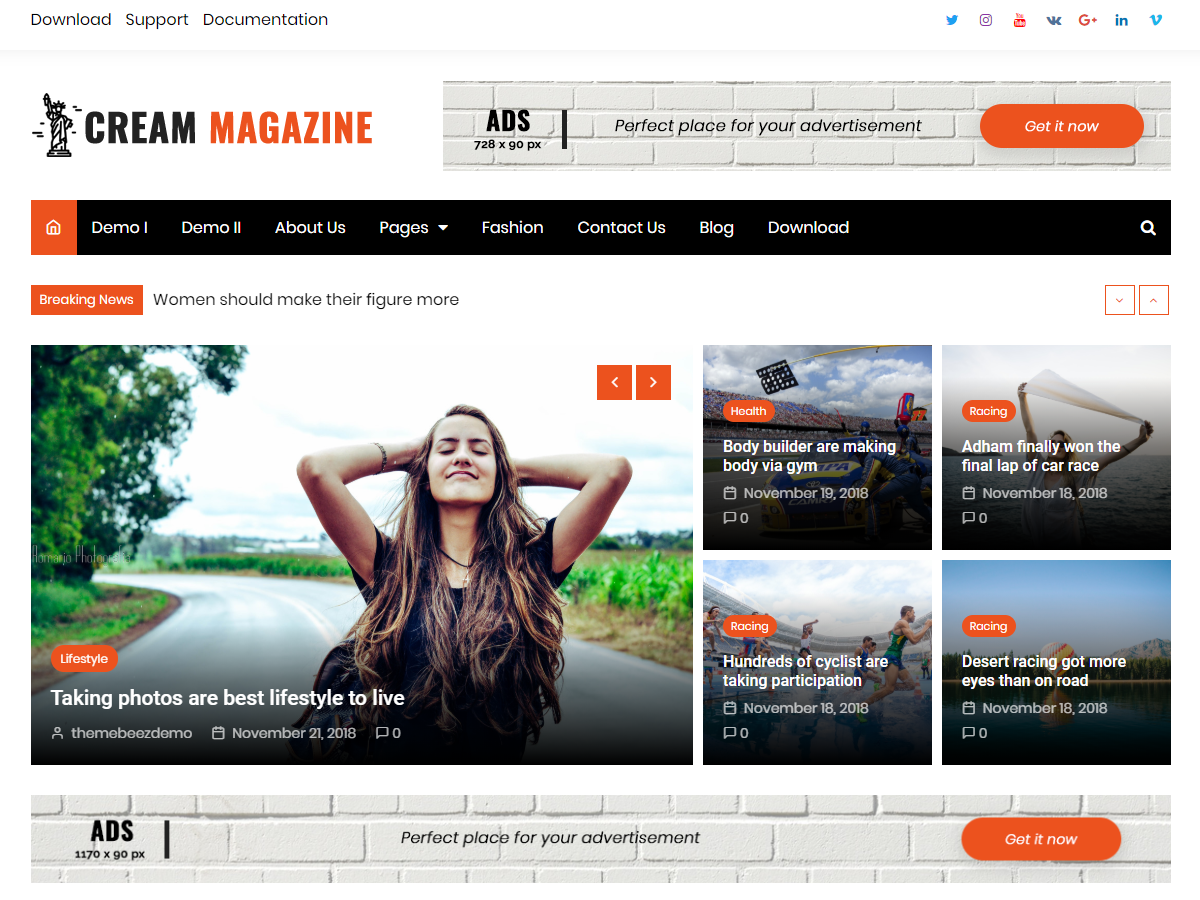 Download Support Documentation
CREAM MAGAZINE
ADS
728 x 90 px
Perfect place for your advertisement
Get it now
Demo I Demo II About Us Pages Fashion Contact Us Blog Download
Breaking News Women should make their figure more
Lifestyle
Taking photos are best lifestyle to live
themebeezdemo November 21, 2018 0
Health
Body builder are making
body via gym
November 19, 2018
0
Racing
Adham finally won the
final lap of car race
November 18, 2018
0
Racing
Hundreds of cyclist are
taking participation
November 18, 2018
0
Racing
Desert racing got more
eyes than on road
November 18, 2018
0
ADS
1170 x 90 px
Perfect place for your advertisement
Get it now